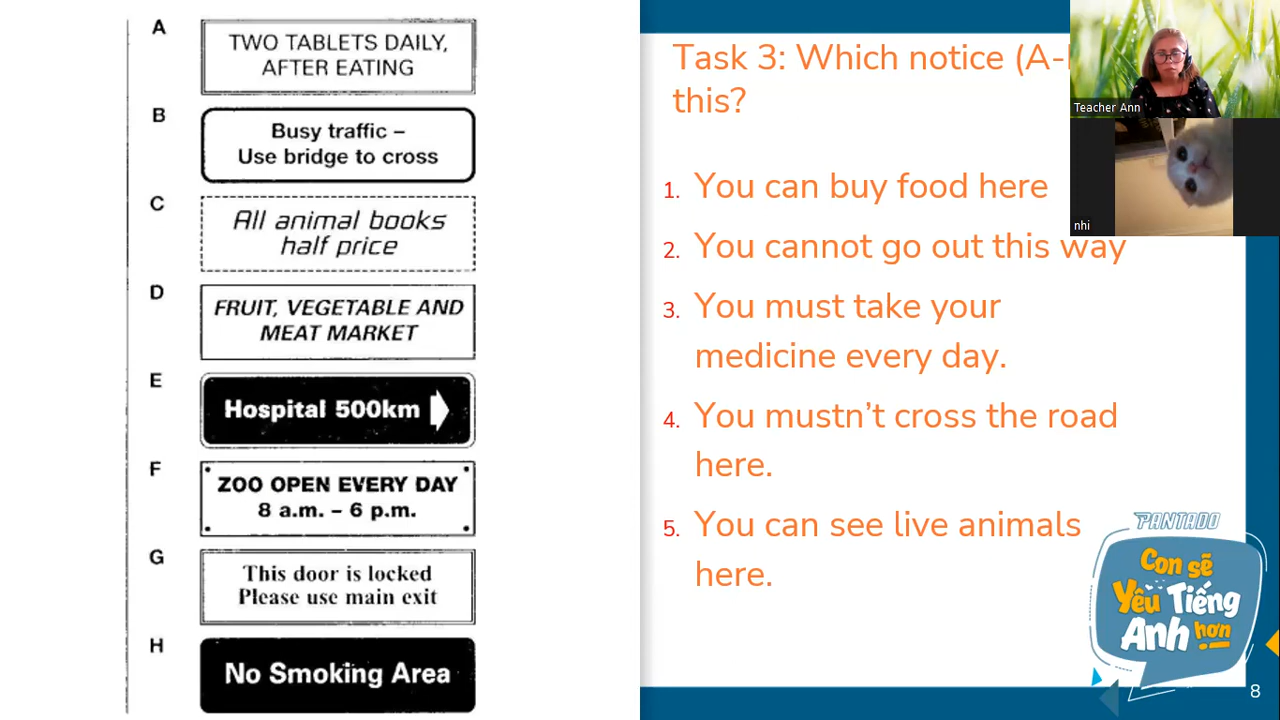 A
TWO TABLETS DAILY,
AFTER EATING
B
Busy traffic –
Use bridge to cross
C
All animal books
half price
D
FRUIT, VEGETABLE AND
MEAT MARKET
E
Hospital 500km
F
ZOO OPEN EVERY DAY
8 a.m. – 6 p.m.
G
This door is locked
Please use main exit
H
No Smoking Area
Task 3: Which notice (A-
this?
1. You can buy food here
2. You cannot go out this way
3. You must take your
medicine every day.
4. You mustn’t cross the road
here.
5. You can see live animals
here.
Teacher Ann
nhi
PANTADO
Con sẽ
Yêu Tiếng
Anh hơn
8